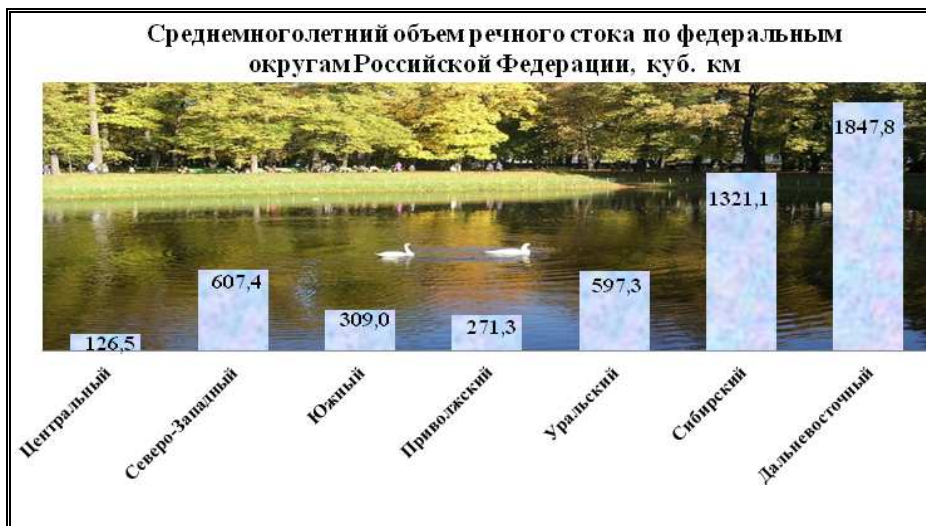 Среднемноголетний объем речного стока по федеральным
округам Российской Федерации, куб. км
126,5
607,4
309,0
271,3
597,3
1321,1
1847,8
Центральный
Северо-Западный
Южный
Приволжский
Уральский
Сибирский
Дальневосточный